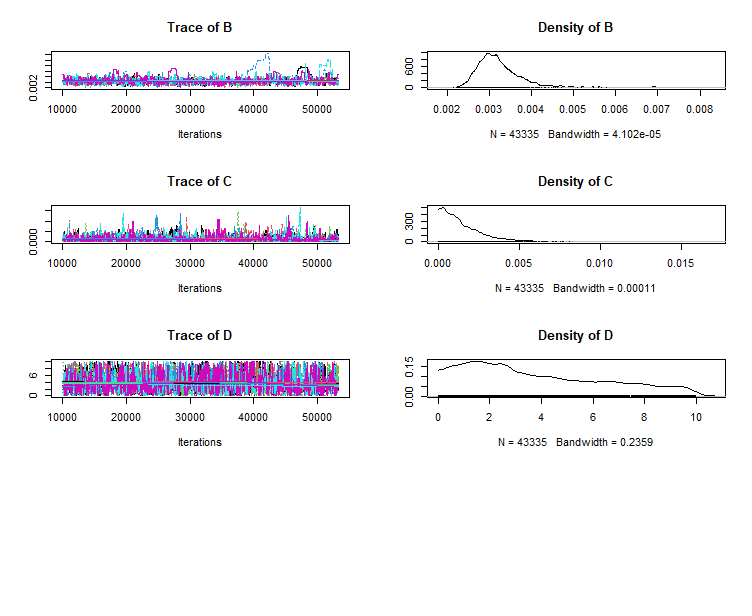 Trace of B
0.002
10000 20000 30000 40000 50000
Iterations
Density of B
0 600
0.002 0.003 0.004 0.005 0.006 0.007 0.008
N = 43335 Bandwidth = 4.102e-05
Trace of C
0.000
10000 20000 30000 40000 50000
Iterations
Density of C
0 300
0.000 0.005 0.010 0.015
N = 43335 Bandwidth = 0.00011
Trace of D
0 6
10000 20000 30000 40000 50000
Iterations
Density of D
0.00 0.15
0 2 4 6 8 10
N = 43335 Bandwidth = 0.2359